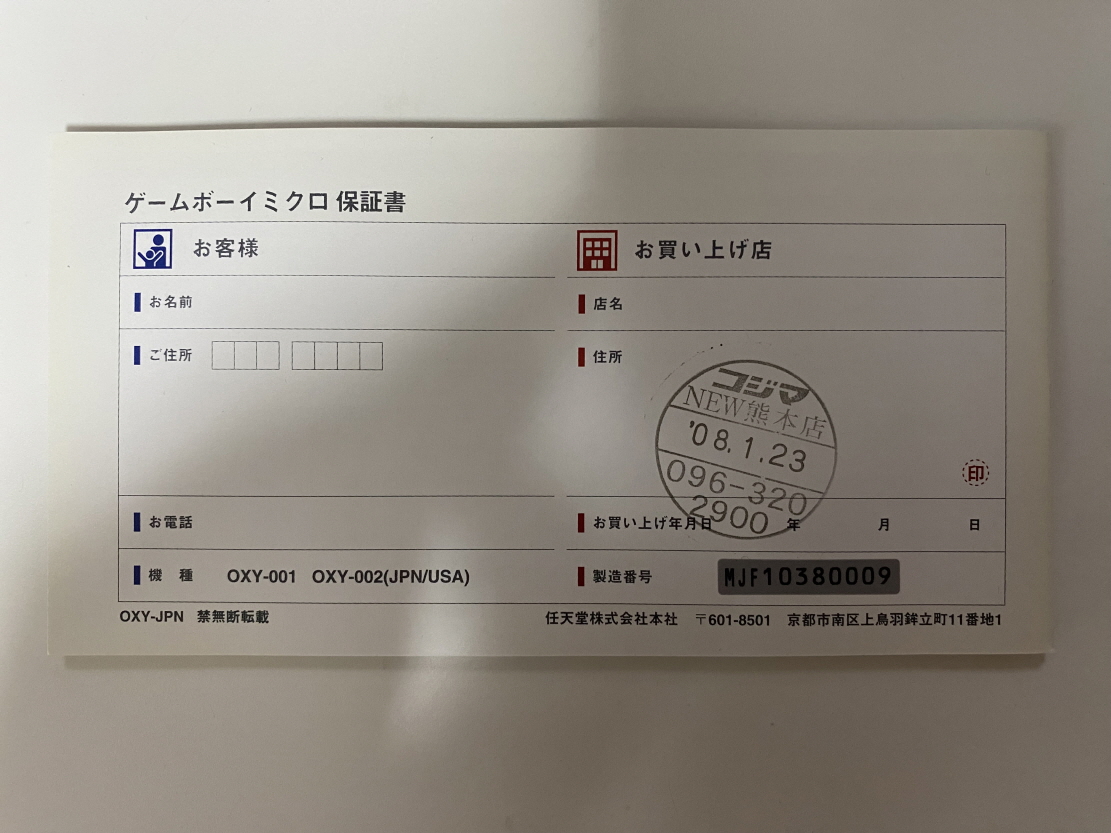 ゲームボーイミクロ 保証書
お客様
お買い上げ店
お名前
店名
ご住所
住所
コジマ
NEW熊本店
'08.1.23
096-320
2900
印
お電話
お買い上げ年月日 年 月 日
機 種 OXY-001 OXY-002(JPN/USA)
製造番号 MJF10380009
OXY-JPN 禁無断転載
任天堂株式会社本社 〒601-8501 京都市南区上鳥羽鉾立町11番地1